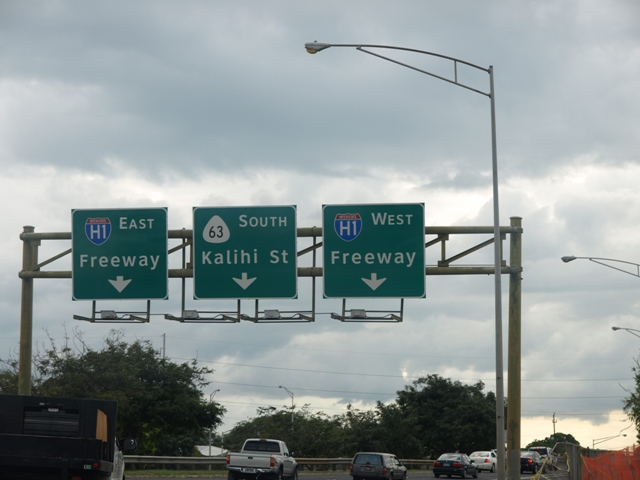 H1 EAST
Freeway
63 SOUTH
Kalihi St
H1 WEST
Freeway